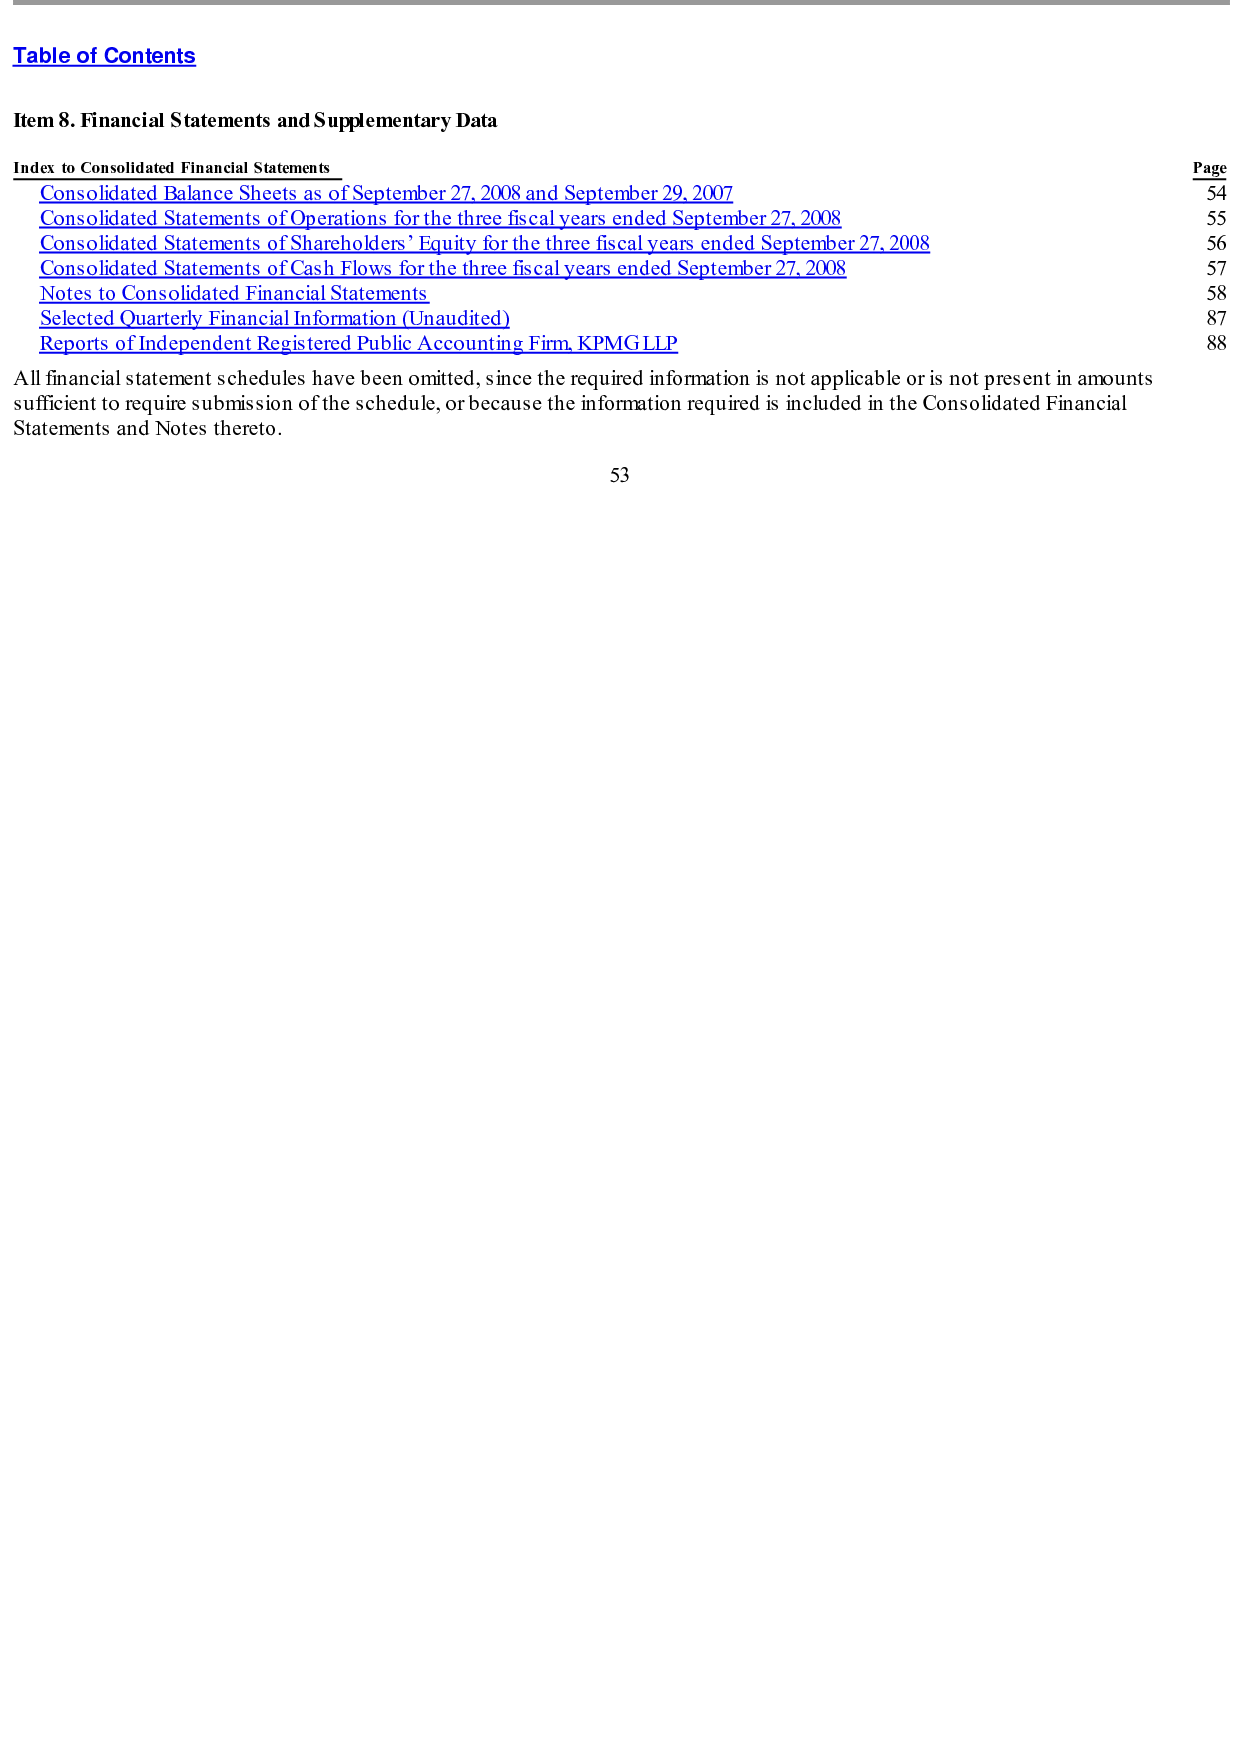 Table of Contents
Item 8. Financial Statements and Supplementary Data
Index to Consolidated Financial Statements Page
Consolidated Balance Sheets as of September 27, 2008 and September 29, 2007 54
Consolidated Statements of Operations for the three fiscal years ended September 27, 2008 55
Consolidated Statements of Shareholders’ Equity for the three fiscal years ended September 27, 2008 56
Consolidated Statements of Cash Flows for the three fiscal years ended September 27, 2008 57
Notes to Consolidated Financial Statements 58
Selected Quarterly Financial Information (Unaudited) 87
Reports of Independent Registered Public Accounting Firm, KPMG LLP 88
All financial statement schedules have been omitted, since the required information is not applicable or is not present in amounts
sufficient to require submission of the schedule, or because the information required is included in the Consolidated Financial
Statements and Notes thereto.
53